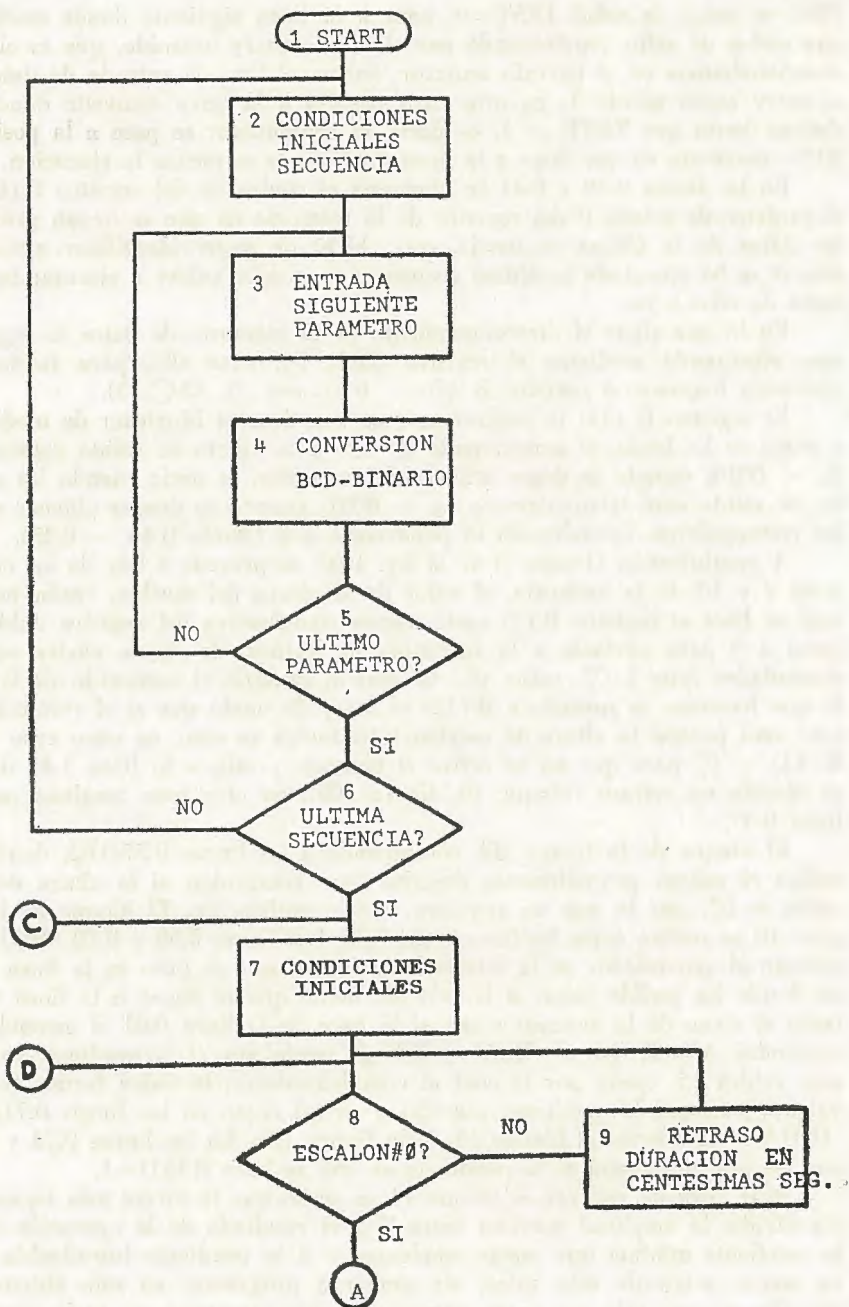 1 START
2 CONDICIONES
INICIALES
SECUENCIA
3 ENTRADA
SIGUIENTE
PARAMETRO
4 CONVERSION
BCD-BINARIO
NO
5
ULTIMO
PARAMETRO?
SI
NO
6
ULTIMA
SECUENCIA?
SI
C
7 CONDICIONES
INICIALES
D
8
ESCALON#Ø?
NO
9 RETRASO
DURACION EN
CENTESIMAS SEG.
SI
A